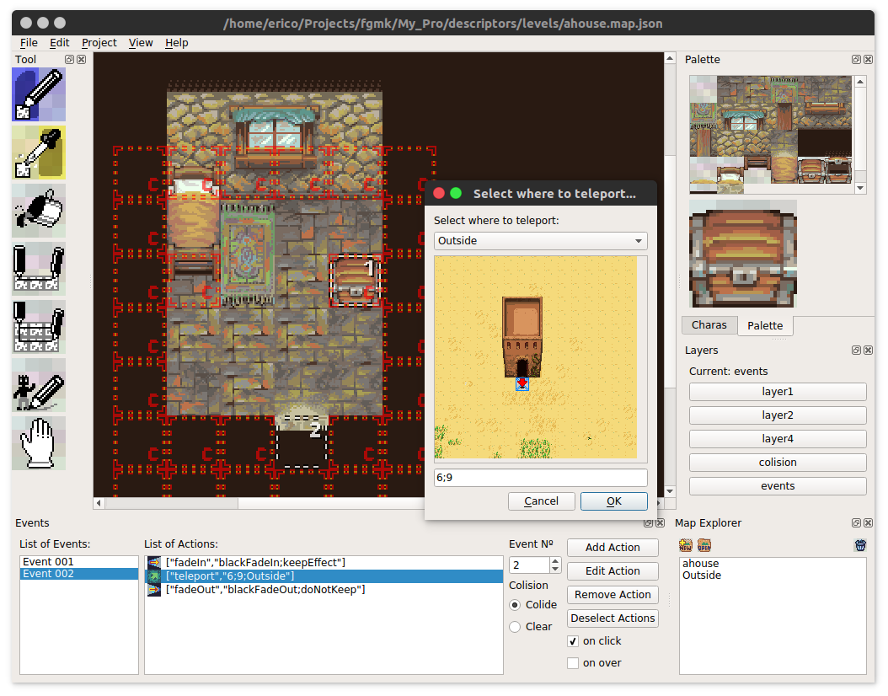 /home/erico/Projects/fgmk/My_Pro/descriptors/levels/ahouse.map.json
File Edit Project View Help
Tool
C C C C C
C C
1
C C C C
C C
C C
2
C C C C C
Select where to teleport...
Select where to teleport:
Outside
6;9
Cancel OK
Palette
Charas Palette
Layers
Current: events
layer1
layer2
layer4
colision
events
Events
List of Events:
Event 001
Event 002
List of Actions:
["fadeIn","blackFadeIn;keepEffect"]
["teleport","6;9;Outside"]
["fadeOut","blackFadeOut;doNotKeep"]
Event Nº
2
Colision
Collide
Clear
Add Action
Edit Action
Remove Action
Deselect Actions
on click
on over
Map Explorer
NEW
ahouse
Outside